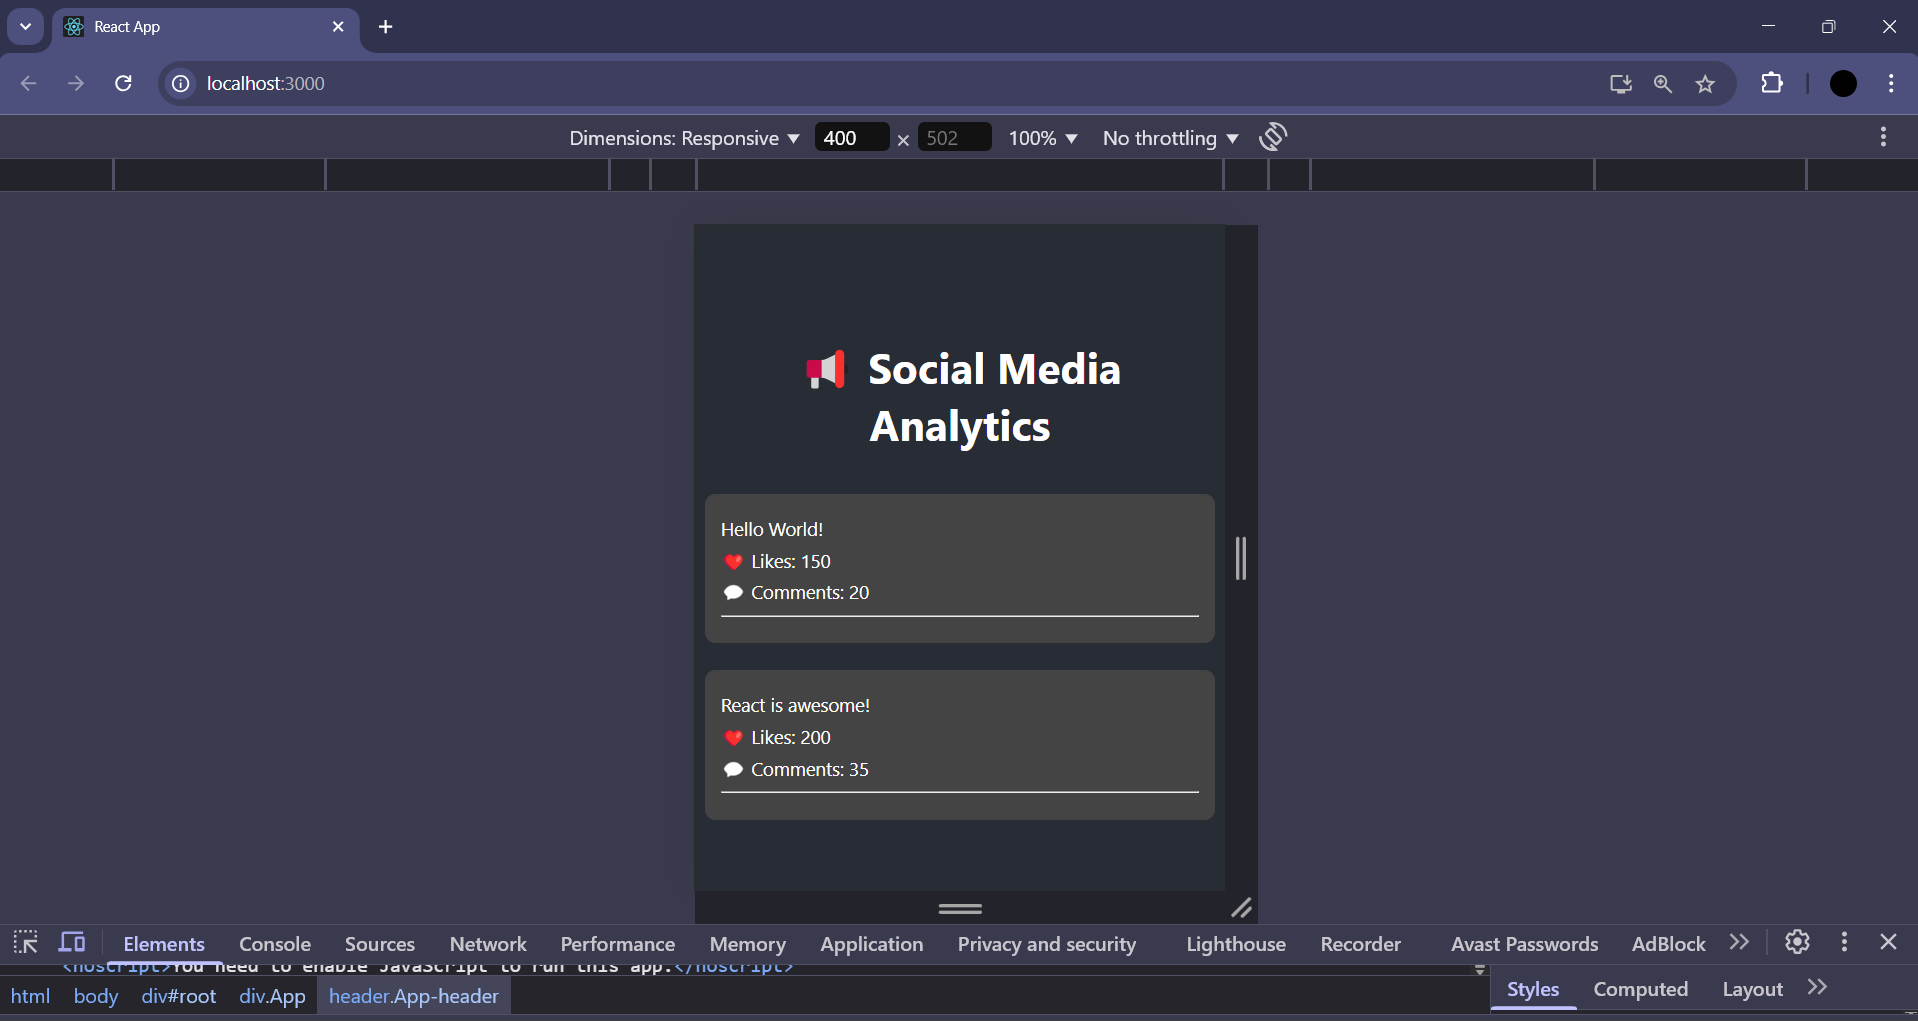 React App
localhost:3000
Dimensions: Responsive 400 × 502 100% No throttling
Social Media
Analytics
Hello World!
Likes: 150
Comments: 20
React is awesome!
Likes: 200
Comments: 35
Elements Console Sources Network Performance Memory Application Privacy and security Lighthouse Recorder Avast Passwords AdBlock
<noscript>You need to enable JavaScript to run this app.</noscript>
html body div#root div.App header.App-header
Styles Computed Layout